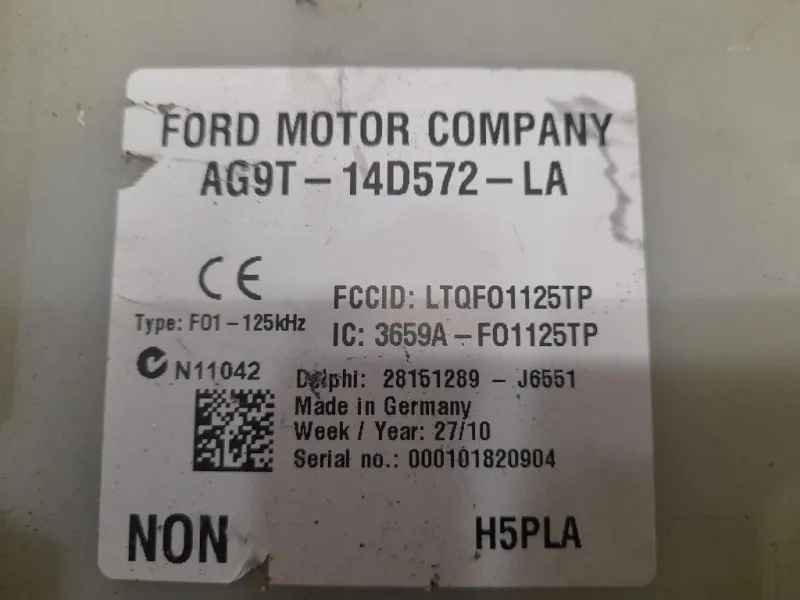 FORD MOTOR COMPANY
AG9T-14D572-LA
CE
FCCID: LTQFO1125TP
Type: F01-125kHz
IC: 3659A-FO1125TP
N11042
Delphi: 28151289 - J6551
Made in Germany
Week / Year: 27/10
Serial no.: 000101820904
NON
H5PLA